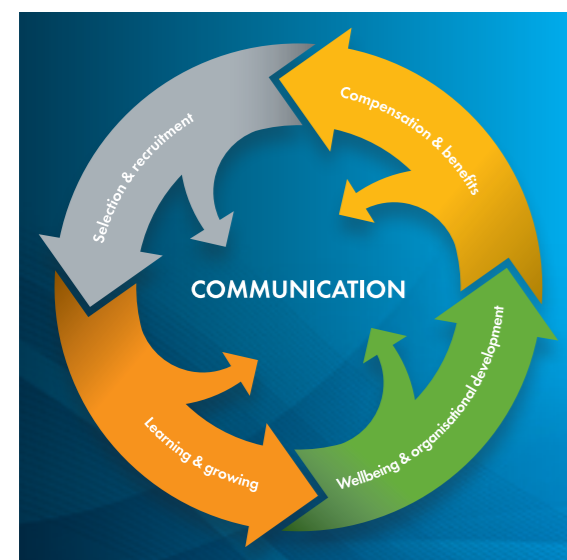 Compensation & benefits
Selection & recruitment
COMMUNICATION
Learning & growing
Wellbeing & organisational development